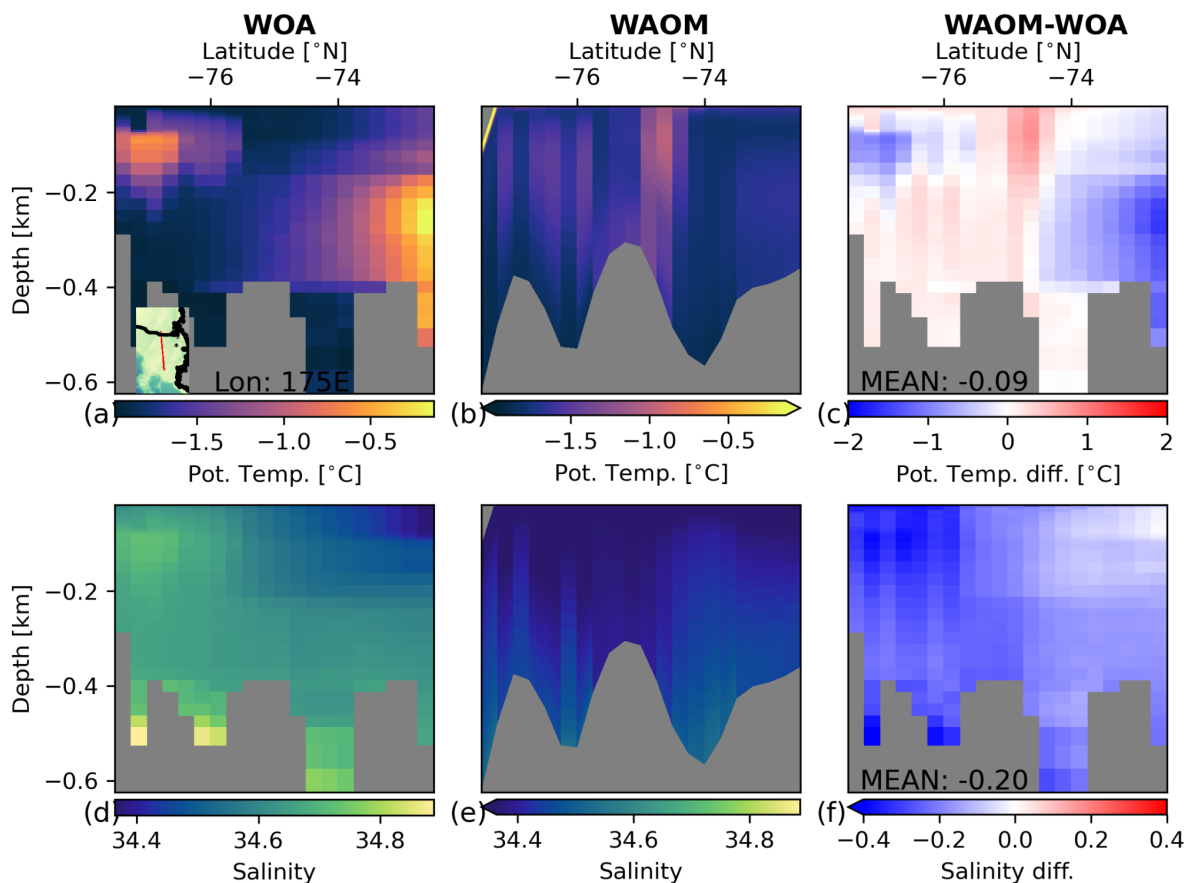 WOA WAOM WAOM-WOA
Latitude [°N] Latitude [°N] Latitude [°N]
−76 −74 −76 −74 −76 −74
Depth [km]
−0.2
−0.4
−0.6
Lon: 175E MEAN: -0.09
(a) (b) (c)
−1.5 −1.0 −0.5 −1.5 −1.0 −0.5 −2 −1 0 1 2
Pot. Temp. [°C] Pot. Temp. [°C] Pot. Temp. diff. [°C]
Depth [km]
−0.2
−0.4
−0.6
MEAN: -0.20
(d) (e) (f)
34.4 34.6 34.8 34.4 34.6 34.8 −0.4 −0.2 0.0 0.2 0.4
Salinity Salinity Salinity diff.